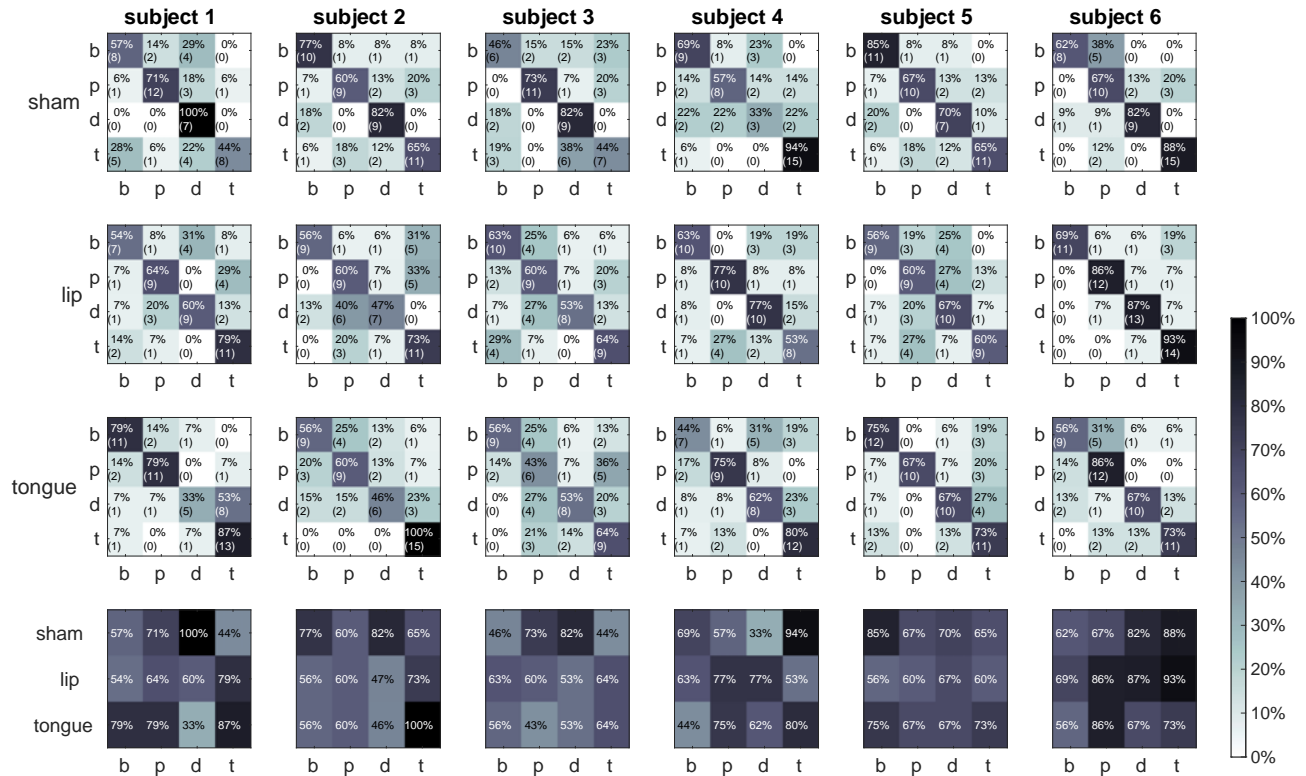 subject 1 subject 2 subject 3 subject 4 subject 5 subject 6
sham
b 57% 14% 29% 0% 77% 8% 8% 8% 46% 15% 15% 23% 69% 8% 23% 0% 85% 8% 8% 0% 62% 38% 0% 0%
(8) (2) (4) (0) (10) (1) (1) (1) (6) (2) (2) (3) (9) (1) (3) (0) (11) (1) (1) (0) (8) (5) (0) (0)
p 6% 71% 18% 6% 7% 60% 13% 20% 0% 73% 7% 20% 14% 57% 14% 14% 7% 67% 13% 13% 0% 67% 13% 20%
(1) (12) (3) (1) (1) (9) (2) (3) (0) (11) (1) (3) (2) (8) (2) (2) (1) (10) (2) (2) (0) (10) (2) (3)
d 0% 0% 100% 0% 18% 0% 82% 0% 18% 0% 82% 0% 22% 22% 33% 22% 20% 0% 70% 10% 9% 9% 82% 0%
(0) (0) (7) (0) (2) (0) (9) (0) (2) (0) (9) (0) (2) (2) (3) (2) (2) (0) (7) (1) (1) (1) (9) (0)
t 28% 6% 22% 44% 6% 18% 12% 65% 19% 0% 38% 44% 6% 0% 0% 94% 6% 18% 12% 65% 0% 12% 0% 88%
(5) (1) (4) (8) (1) (3) (2) (11) (3) (0) (6) (7) (1) (0) (0) (15) (1) (3) (2) (11) (0) (2) (0) (15)
b p d t b p d t b p d t b p d t b p d t b p d t
lip
b 54% 8% 31% 8% 56% 6% 6% 31% 63% 25% 6% 6% 63% 0% 19% 19% 56% 19% 25% 0% 69% 6% 6% 19%
(7) (1) (4) (1) (9) (1) (1) (5) (10) (4) (1) (1) (10) (0) (3) (3) (9) (3) (4) (0) (11) (1) (1) (3)
p 7% 64% 0% 29% 0% 60% 7% 33% 13% 60% 7% 20% 8% 77% 8% 8% 0% 60% 27% 13% 0% 86% 7% 7%
(1) (9) (0) (4) (0) (9) (1) (5) (2) (9) (1) (3) (1) (10) (1) (1) (0) (9) (4) (2) (0) (12) (1) (1)
d 7% 20% 60% 13% 13% 40% 47% 0% 7% 27% 53% 13% 8% 0% 77% 15% 7% 20% 67% 7% 0% 7% 87% 7%
(1) (3) (9) (2) (2) (6) (7) (0) (1) (4) (8) (2) (1) (0) (10) (2) (1) (3) (10) (1) (0) (1) (13) (1)
t 14% 7% 0% 79% 0% 20% 7% 73% 29% 7% 0% 64% 7% 27% 13% 53% 7% 27% 7% 60% 0% 0% 7% 93%
(2) (1) (0) (11) (0) (3) (1) (11) (4) (1) (0) (9) (1) (4) (2) (8) (1) (4) (1) (9) (0) (0) (1) (14)
b p d t b p d t b p d t b p d t b p d t b p d t
tongue
b 79% 14% 7% 0% 56% 25% 13% 6% 56% 25% 6% 13% 44% 6% 31% 19% 75% 0% 6% 19% 56% 31% 6% 6%
(11) (2) (1) (0) (9) (4) (2) (1) (9) (4) (1) (2) (7) (1) (5) (3) (12) (0) (1) (3) (9) (5) (1) (1)
p 14% 79% 0% 7% 20% 60% 13% 7% 14% 43% 7% 36% 17% 75% 8% 0% 7% 67% 7% 20% 14% 86% 0% 0%
(2) (11) (0) (1) (3) (9) (2) (1) (2) (6) (1) (5) (2) (9) (1) (0) (1) (10) (1) (3) (2) (12) (0) (0)
d 7% 7% 33% 53% 15% 15% 46% 23% 0% 27% 53% 20% 8% 8% 62% 23% 7% 0% 67% 27% 13% 7% 67% 13%
(1) (1) (5) (8) (2) (2) (6) (3) (0) (4) (8) (3) (1) (1) (8) (3) (1) (0) (10) (4) (2) (1) (10) (2)
t 7% 0% 7% 87% 0% 0% 0% 100% 0% 21% 14% 64% 7% 13% 0% 80% 13% 0% 13% 73% 0% 13% 13% 73%
(1) (0) (1) (13) (0) (0) (0) (15) (0) (3) (2) (9) (1) (2) (0) (12) (2) (0) (2) (11) (0) (2) (2) (11)
b p d t b p d t b p d t b p d t b p d t b p d t
sham 57% 71% 100% 44% 77% 60% 82% 65% 46% 73% 82% 44% 69% 57% 33% 94% 85% 67% 70% 65% 62% 67% 82% 88%
lip 54% 64% 60% 79% 56% 60% 47% 73% 63% 60% 53% 64% 63% 77% 77% 53% 56% 60% 67% 60% 69% 86% 87% 93%
tongue 79% 79% 33% 87% 56% 60% 46% 100% 56% 43% 53% 64% 44% 75% 62% 80% 75% 67% 67% 73% 56% 86% 67% 73%
b p d t b p d t b p d t b p d t b p d t b p d t
100%
90%
80%
70%
60%
50%
40%
30%
20%
10%
0%